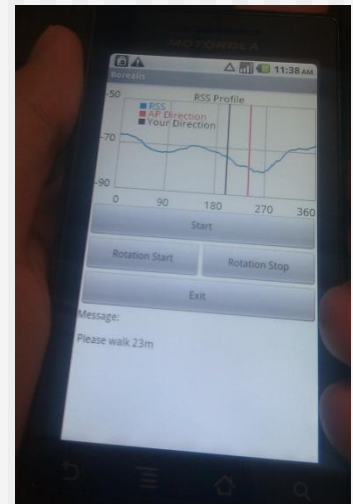 MOTOROLA
11:38 AM
Borealis
RSS Profile
-50
RSS
AP Direction
Your Direction
-70
-90
0 90 180 270 360
Start
Rotation Start Rotation Stop
Exit
Message:
Please walk 23m